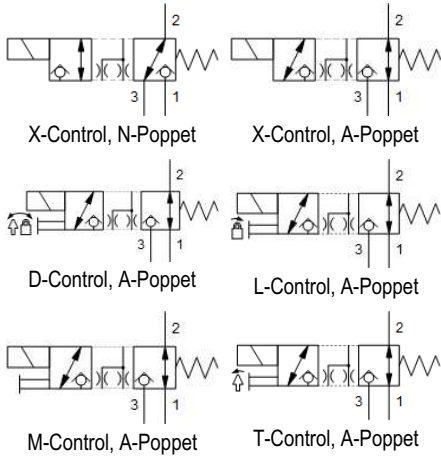 2
2
3 1
3 1
X-Control, N-Poppet
X-Control, A-Poppet
2
2
3 1
3 1
D-Control, A-Poppet
L-Control, A-Poppet
2
2
3 1
3 1
M-Control, A-Poppet
T-Control, A-Poppet